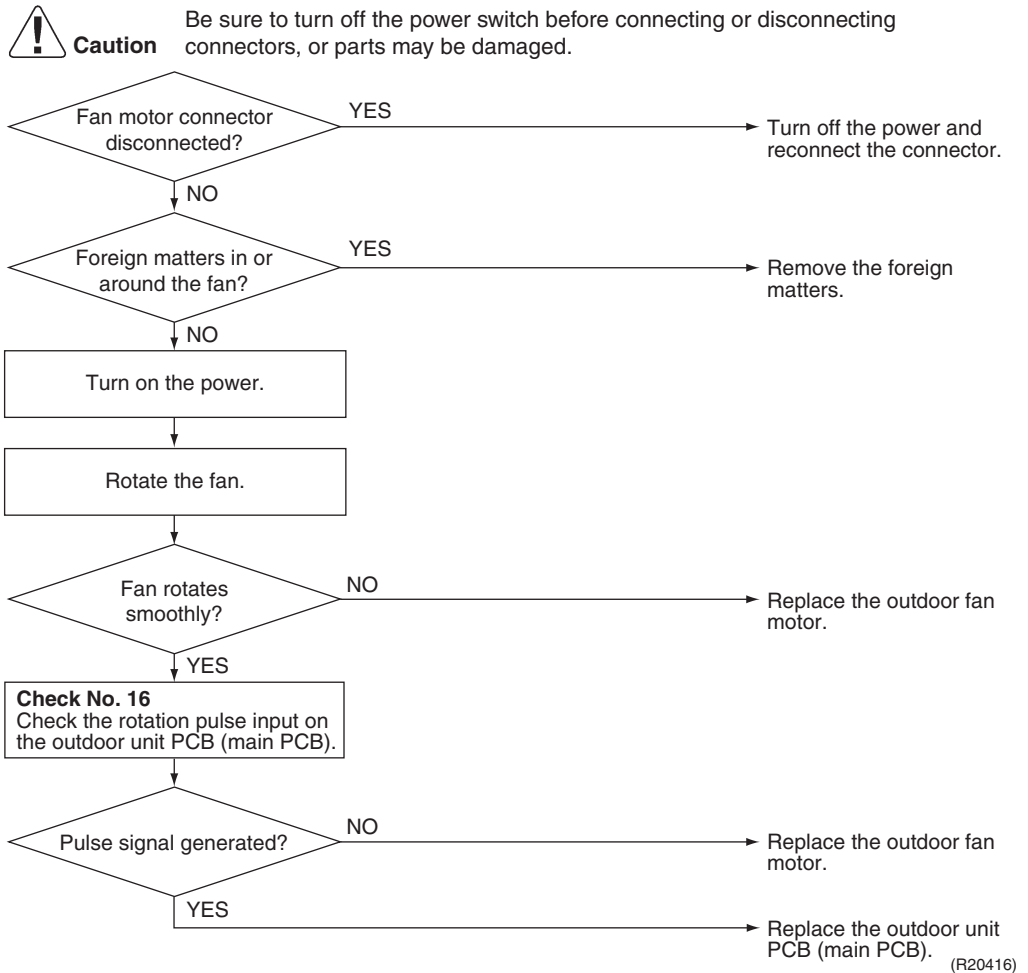 Be sure to turn off the power switch before connecting or disconnecting
Caution connectors, or parts may be damaged.
Fan motor connector
disconnected?
YES
Turn off the power and
reconnect the connector.
NO
Foreign matters in or
around the fan?
YES
Remove the foreign
matters.
NO
Turn on the power.
Rotate the fan.
Fan rotates
smoothly?
NO
Replace the outdoor fan
motor.
YES
Check No. 16
Check the rotation pulse input on
the outdoor unit PCB (main PCB).
Pulse signal generated?
NO
Replace the outdoor fan
motor.
YES
Replace the outdoor unit
PCB (main PCB).
(R20416)